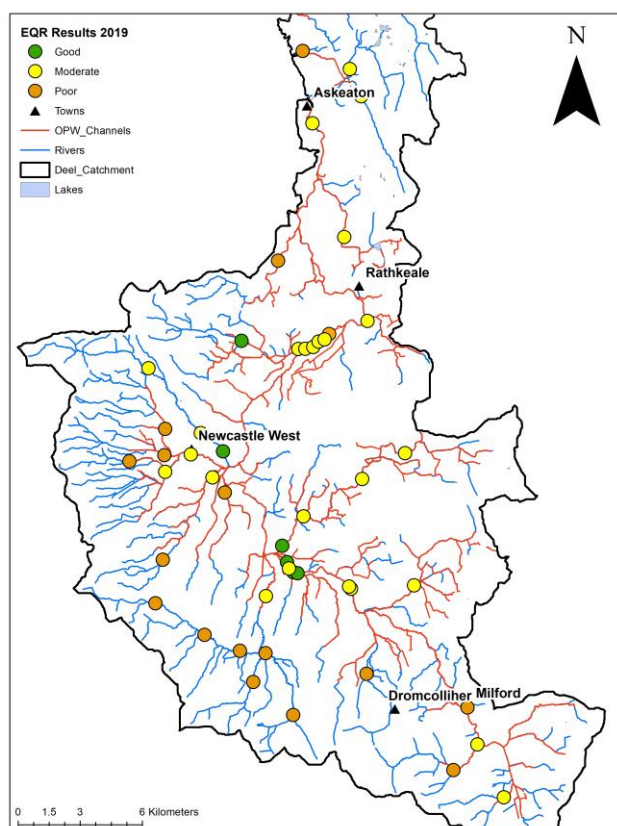 EQR Results 2019
Good
Moderate
Poor
Towns
OPW_Channels
Rivers
Deel_Catchment
Lakes
N
Askeaton
Rathkeale
Newcastle West
Dromcolliher Milford
0 1.5 3 6 Kilometers